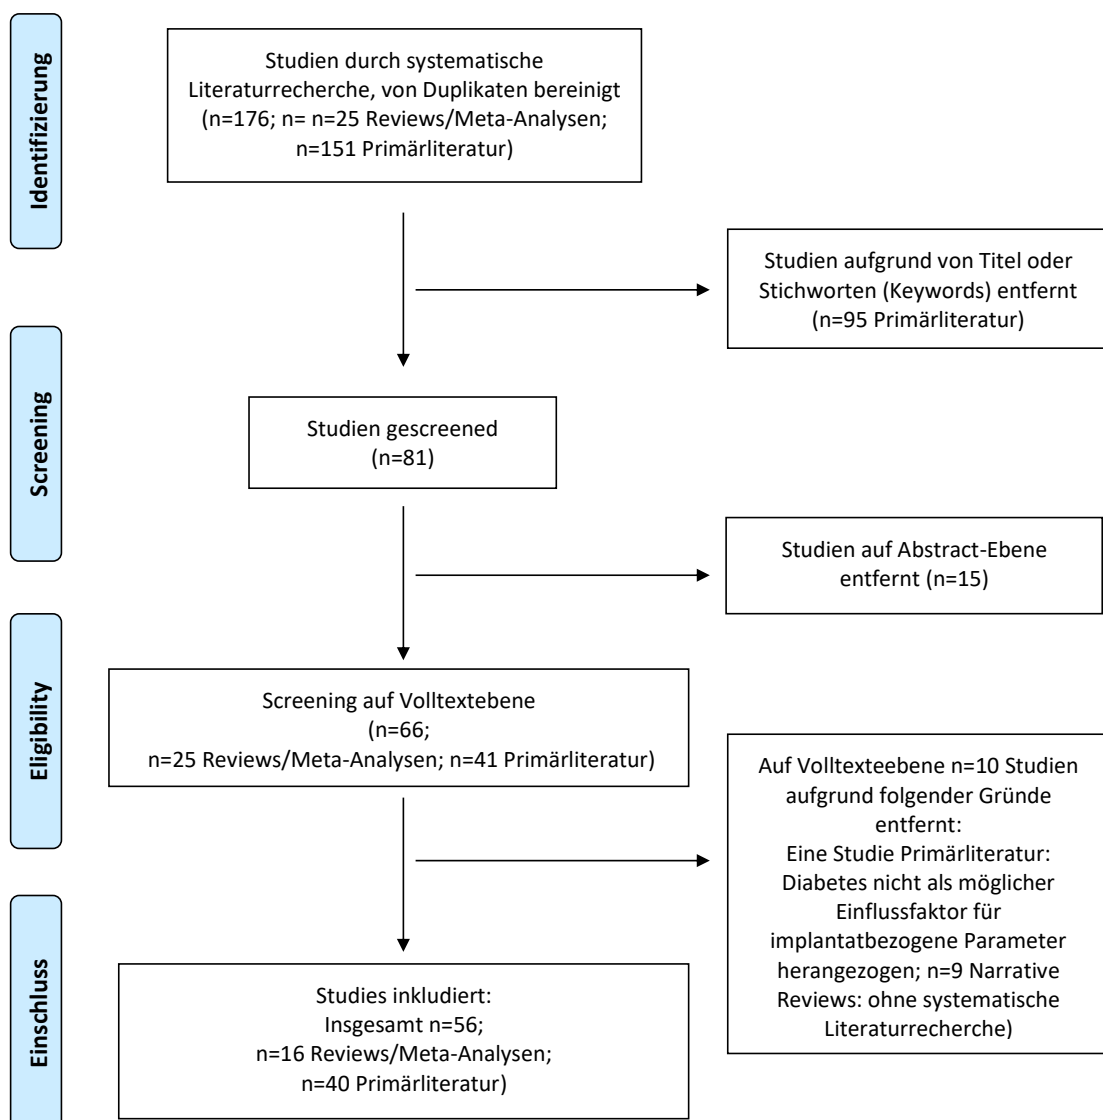 Identifizierung
Studien durch systematische
Literaturrecherche, von Duplikaten bereinigt
(n=176; n= n=25 Reviews/Meta-Analysen;
n=151 Primärliteratur)
Studien aufgrund von Titel oder
Stichworten (Keywords) entfernt
(n=95 Primärliteratur)
Screening
Studien gescreened
(n=81)
Studien auf Abstract-Ebene
entfernt (n=15)
Eligibility
Screening auf Volltextebene
(n=66;
n=25 Reviews/Meta-Analysen; n=41 Primärliteratur)
Auf Volltexteebene n=10 Studien
aufgrund folgender Gründe
entfernt:
Eine Studie Primärliteratur:
Diabetes nicht als möglicher
Einflussfaktor für
implantatbezogene Parameter
herangezogen; n=9 Narrative
Reviews: ohne systematische
Literaturrecherche)
Einschluss
Studies inkludiert:
Insgesamt n=56;
n=16 Reviews/Meta-Analysen;
n=40 Primärliteratur)